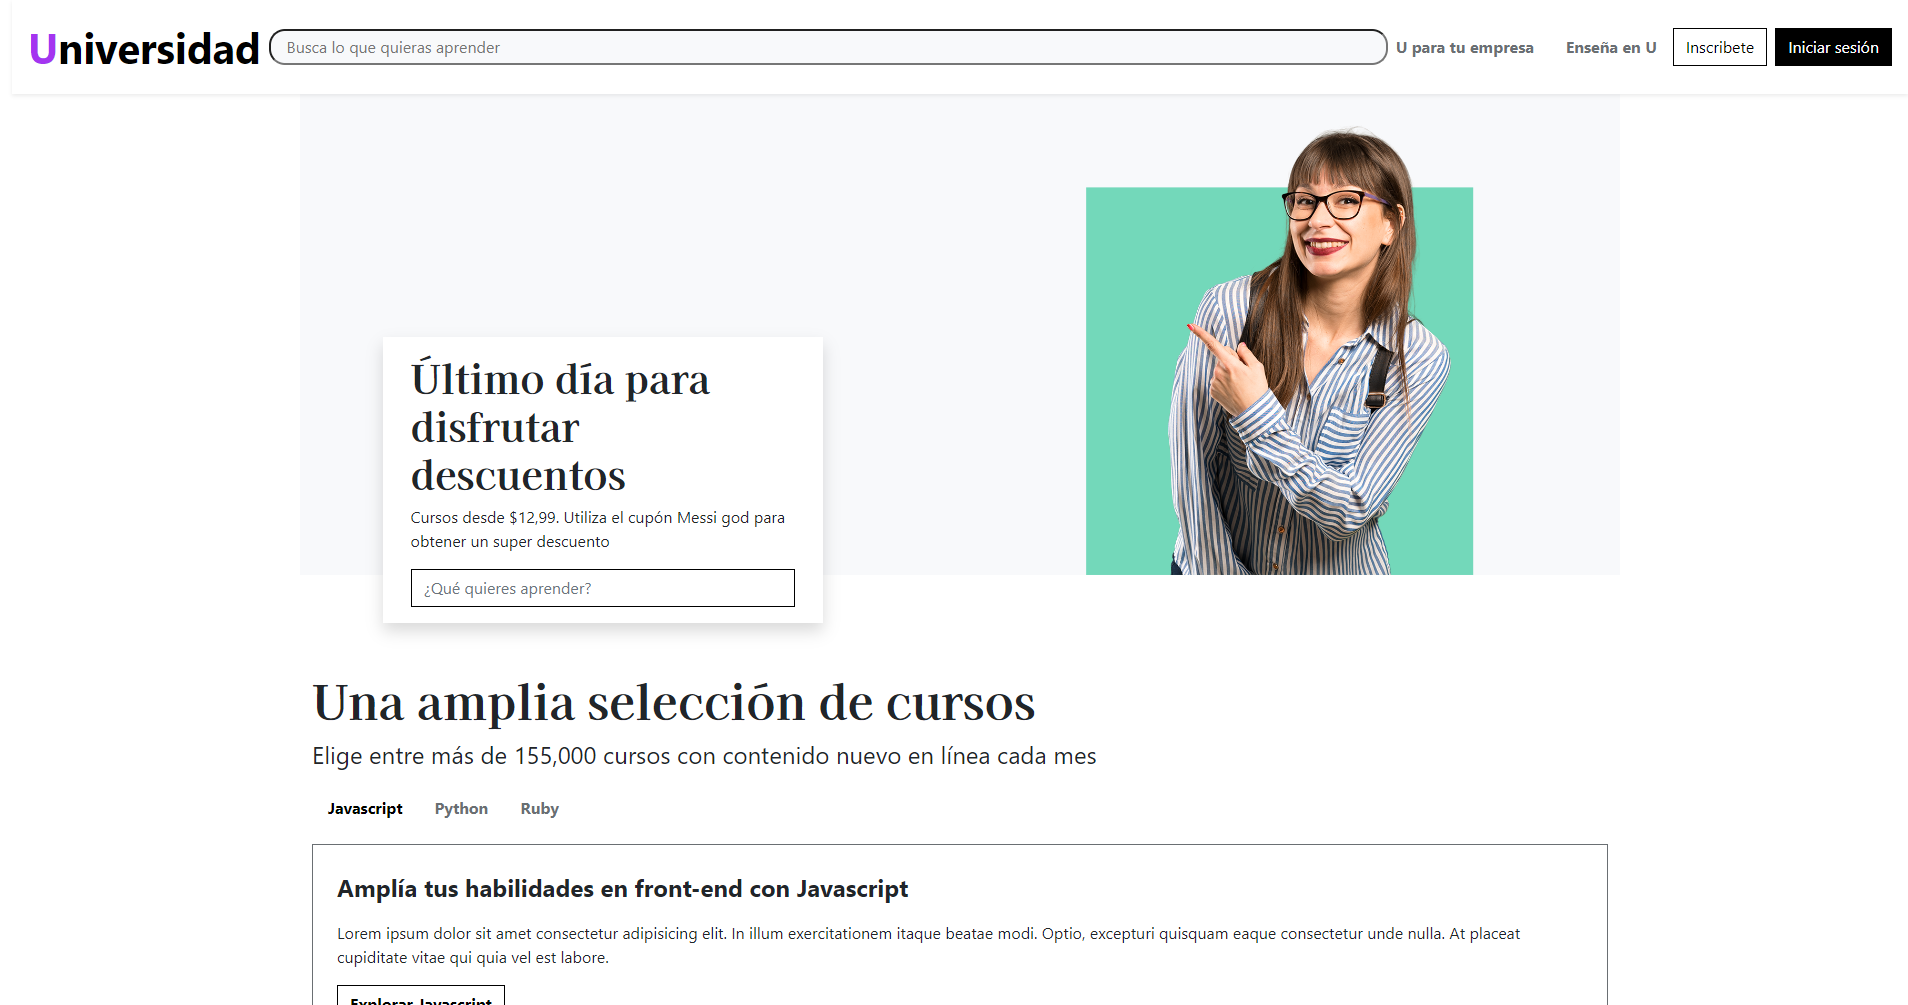 Universidad
Busca lo que quieras aprender
U para tu empresa
Enseña en U
Inscribete
Iniciar sesión
Último día para
disfrutar
descuentos
Cursos desde $12,99. Utiliza el cupón Messi god para
obtener un super descuento
¿Qué quieres aprender?
Una amplia selección de cursos
Elige entre más de 155,000 cursos con contenido nuevo en línea cada mes
Javascript
Python
Ruby
Amplía tus habilidades en front-end con Javascript
Lorem ipsum dolor sit amet consectetur adipisicing elit. In illum exercitationem itaque beatae modi. Optio, excepturi quisquam eaque consectetur unde nulla. At placeat
cupiditate vitae qui quia vel est labore.
Explorar Javascript